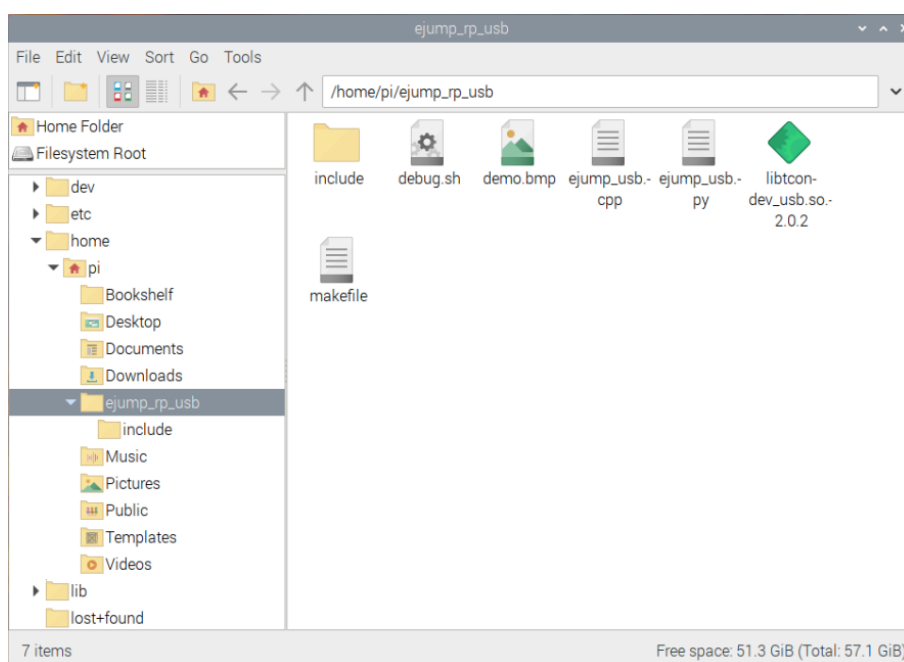 ejump_rp_usb
File Edit View Sort Go Tools
/home/pi/ejump_rp_usb
Home Folder
Filesystem Root
dev
etc
home
pi
Bookshelf
Desktop
Documents
Downloads
ejump_rp_usb
include
Music
Pictures
Public
Templates
Videos
lib
lost+found
include
debug.sh
demo.bmp
ejump_usb.-
cpp
ejump_usb.-
py
libtcon-
dev_usb.so.-
2.0.2
makefile
7 items
Free space: 51.3 GiB (Total: 57.1 GiB)